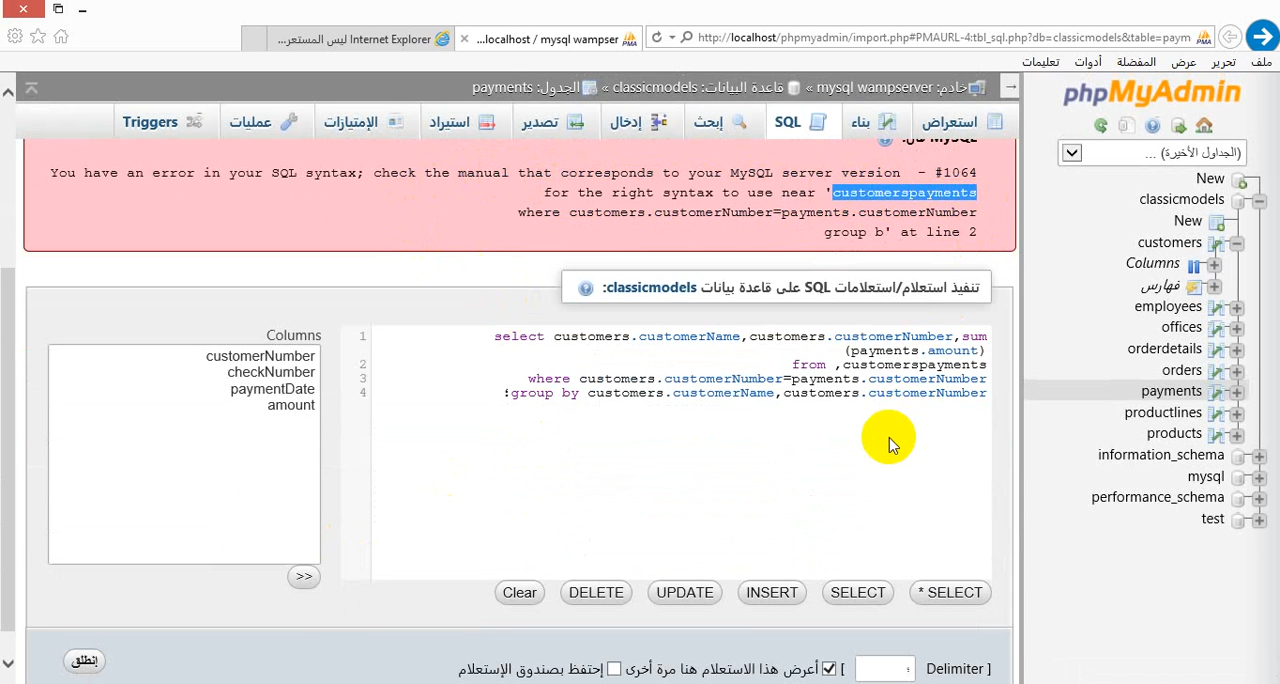 localhost / mysql wampser...
Internet Explorer ليس المستعر...
http://localhost/phpmyadmin/import.php#PMAURL-4:tbl_sql.php?db=classicmodels&table=paym
ملف تحرير عرض المفضلة أدوات تعليمات
خادم: mysql wampserver » قاعدة البيانات: classicmodels » الجدول: payments
استعراض بناء SQL إبحث إدخال تصدير استيراد الإمتيازات عمليات Triggers
You have an error in your SQL syntax; check the manual that corresponds to your MySQL server version - #1064
for the right syntax to use near 'customerspayments
where customers.customerNumber=payments.customerNumber
group b' at line 2
تنفيذ استعلام/استعلامات SQL على قاعدة بيانات classicmodels:
Columns
customerNumber
checkNumber
paymentDate
amount
>>
1 select customers.customerName,customers.customerNumber,sum
(payments.amount)
2 from ,customerspayments
3 where customers.customerNumber=payments.customerNumber
4 !group by customers.customerName,customers.customerNumber
Clear DELETE UPDATE INSERT SELECT * SELECT
[ Delimiter ; ] أعرض هذا الاستعلام هنا مرة أخرى إحتفظ بصندوق الإستعلام
إنطلق
phpMyAdmin
(الجداول الأخيرة) ...
New
classicmodels
New
customers
Columns
فهارس
employees
offices
orderdetails
orders
payments
productlines
products
information_schema
mysql
performance_schema
test